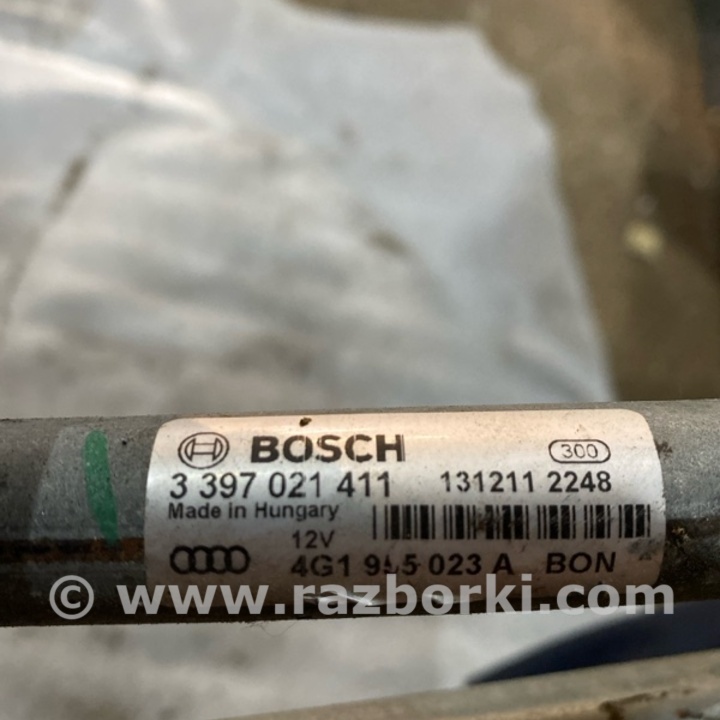 BOSCH 300
3 397 021 411 131211 2248
Made in Hungary
12V
4G1 955 023 A BON
© www.razborki.com